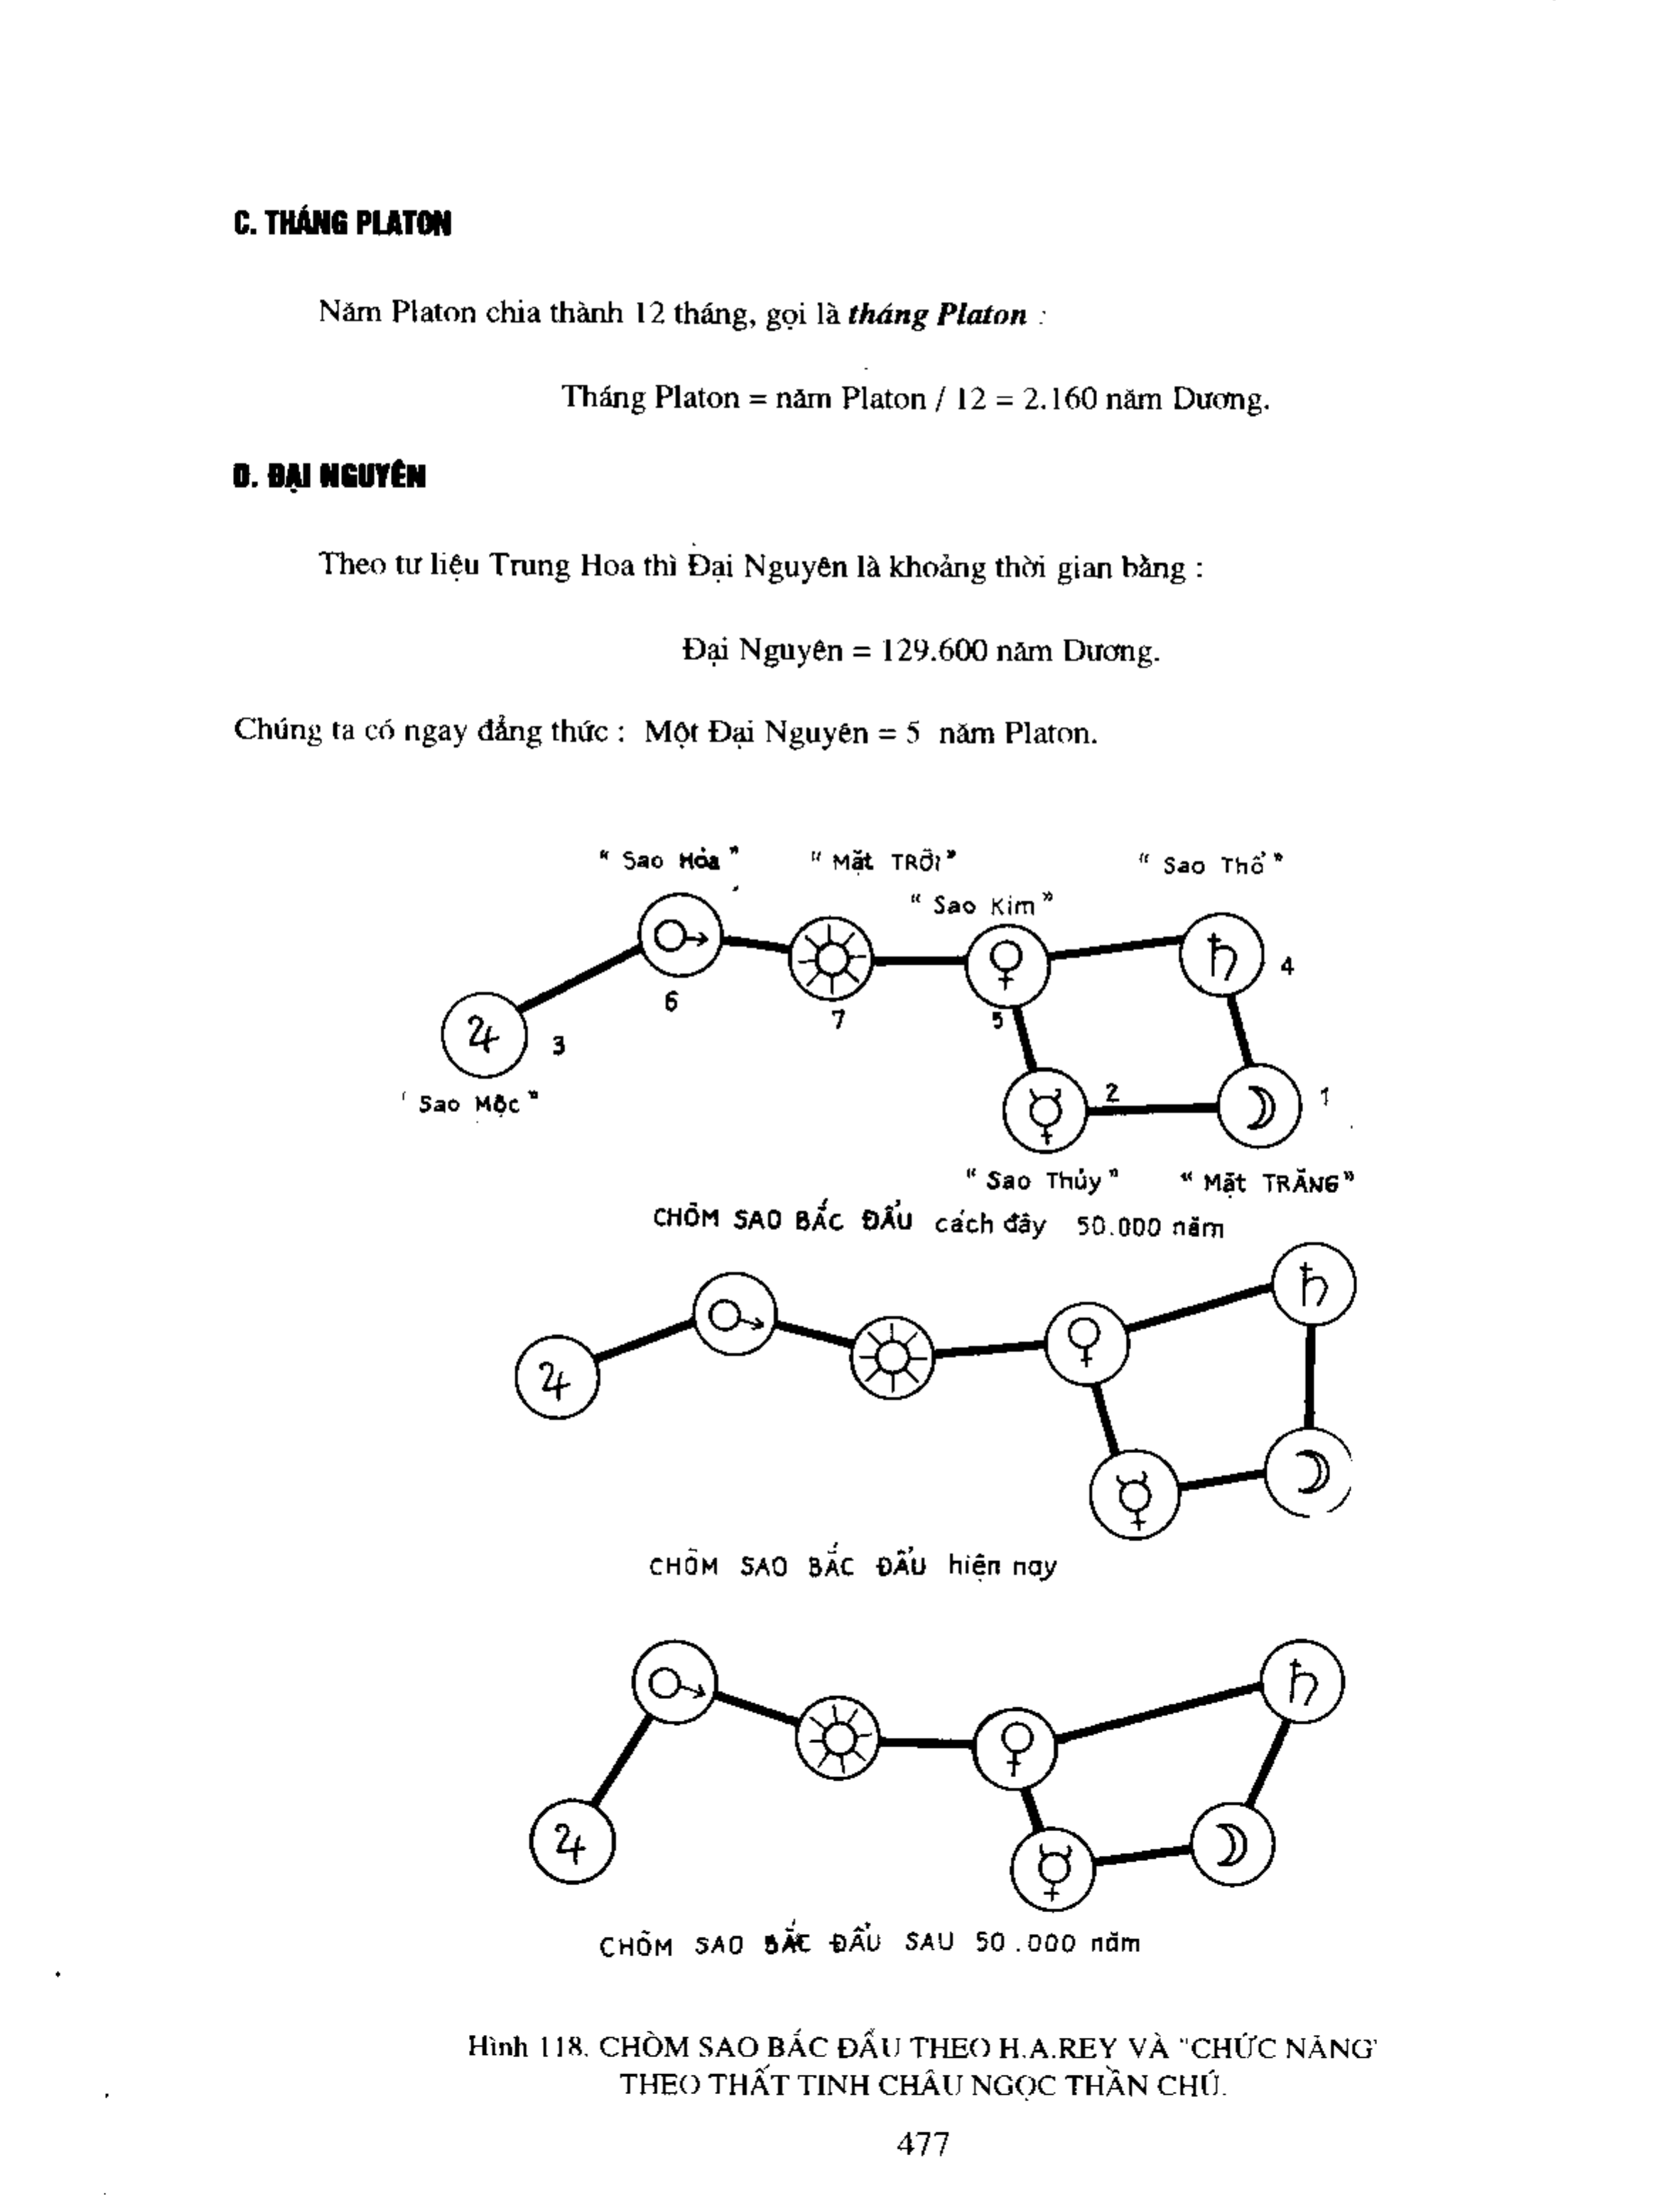 C. THÁNG PLATON
Năm Platon chia thành 12 tháng, gọi là tháng Platon :
Tháng Platon = năm Platon / 12 = 2.160 năm Dương.
D. ĐẠI NGUYÊN
Theo tư liệu Trung Hoa thì Đại Nguyên là khoảng thời gian bằng :
Đại Nguyên = 129.600 năm Dương.
Chúng ta có ngay đẳng thức : Một Đại Nguyên = 5 năm Platon.
“ Sao Hỏa ” “ Mặt TRỜI ” “ Sao Thổ ”
“ Sao Kim ”
4
6
7 5
3
2 1
“ Sao Mộc ”
“ Sao Thủy ” “ Mặt TRĂNG ”
CHÒM SAO BẮC ĐẨU cách đây 50.000 năm
CHÒM SAO BẮC ĐẨU hiện nay
CHÒM SAO BẮC ĐẨU SAU 50.000 năm
Hình 118. CHÒM SAO BẮC ĐẨU THEO H.A.REY VÀ "CHỨC NĂNG"
THEO THẤT TINH CHÂU NGỌC THẦN CHÚ.
477